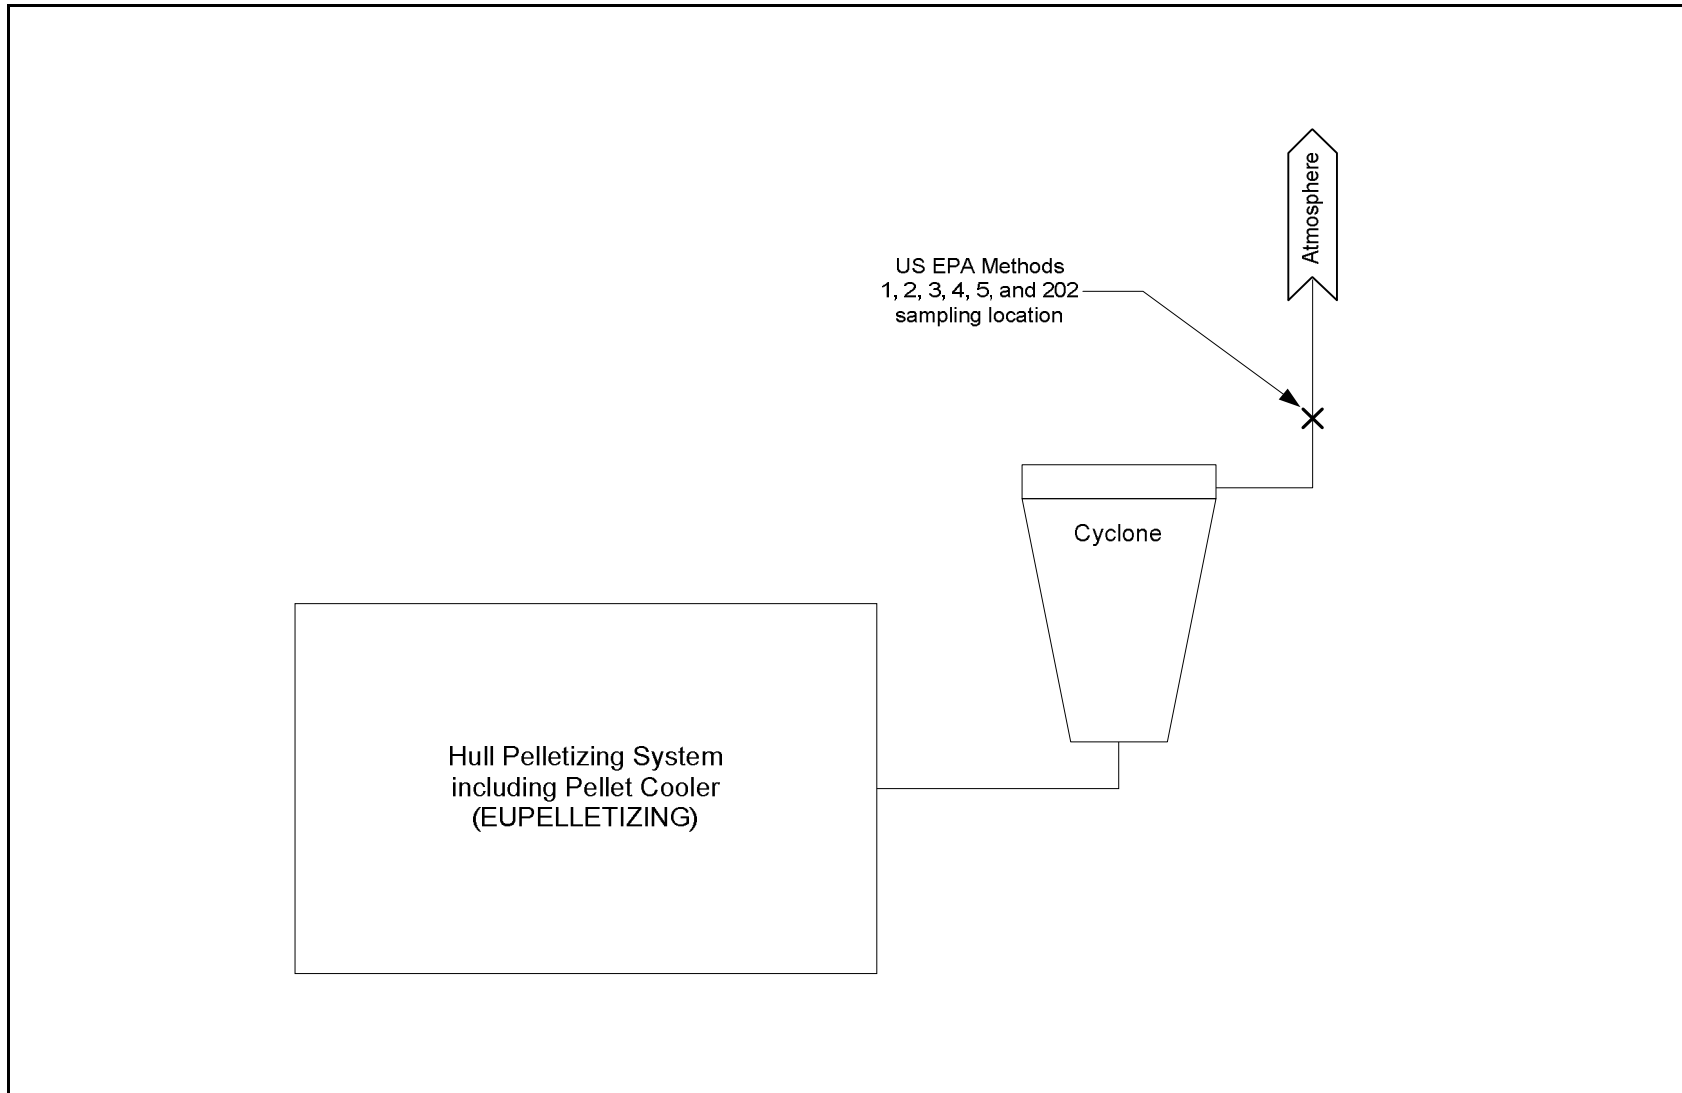 Atmosphere
US EPA Methods
1, 2, 3, 4, 5, and 202
sampling location
Cyclone
Hull Pelletizing System
including Pellet Cooler
(EUPELLETIZING)